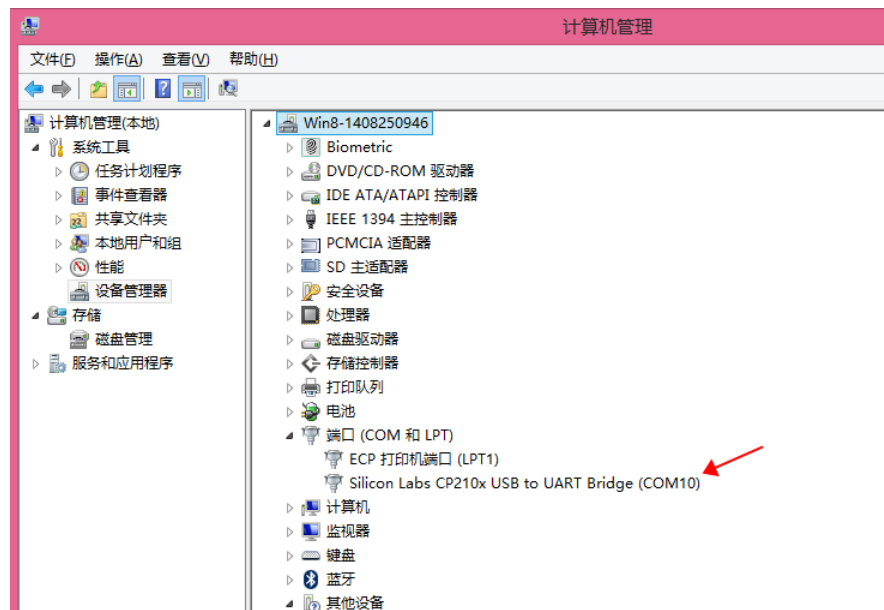 计算机管理
文件(F) 操作(A) 查看(V) 帮助(H)
计算机管理(本地)
系统工具
任务计划程序
事件查看器
共享文件夹
本地用户和组
性能
设备管理器
存储
磁盘管理
服务和应用程序
Win8-1408250946
Biometric
DVD/CD-ROM 驱动器
IDE ATA/ATAPI 控制器
IEEE 1394 主控制器
PCMCIA 适配器
SD 主适配器
安全设备
处理器
磁盘驱动器
存储控制器
打印队列
电池
端口 (COM 和 LPT)
ECP 打印机端口 (LPT1)
Silicon Labs CP210x USB to UART Bridge (COM10)
计算机
监视器
键盘
蓝牙
其他设备